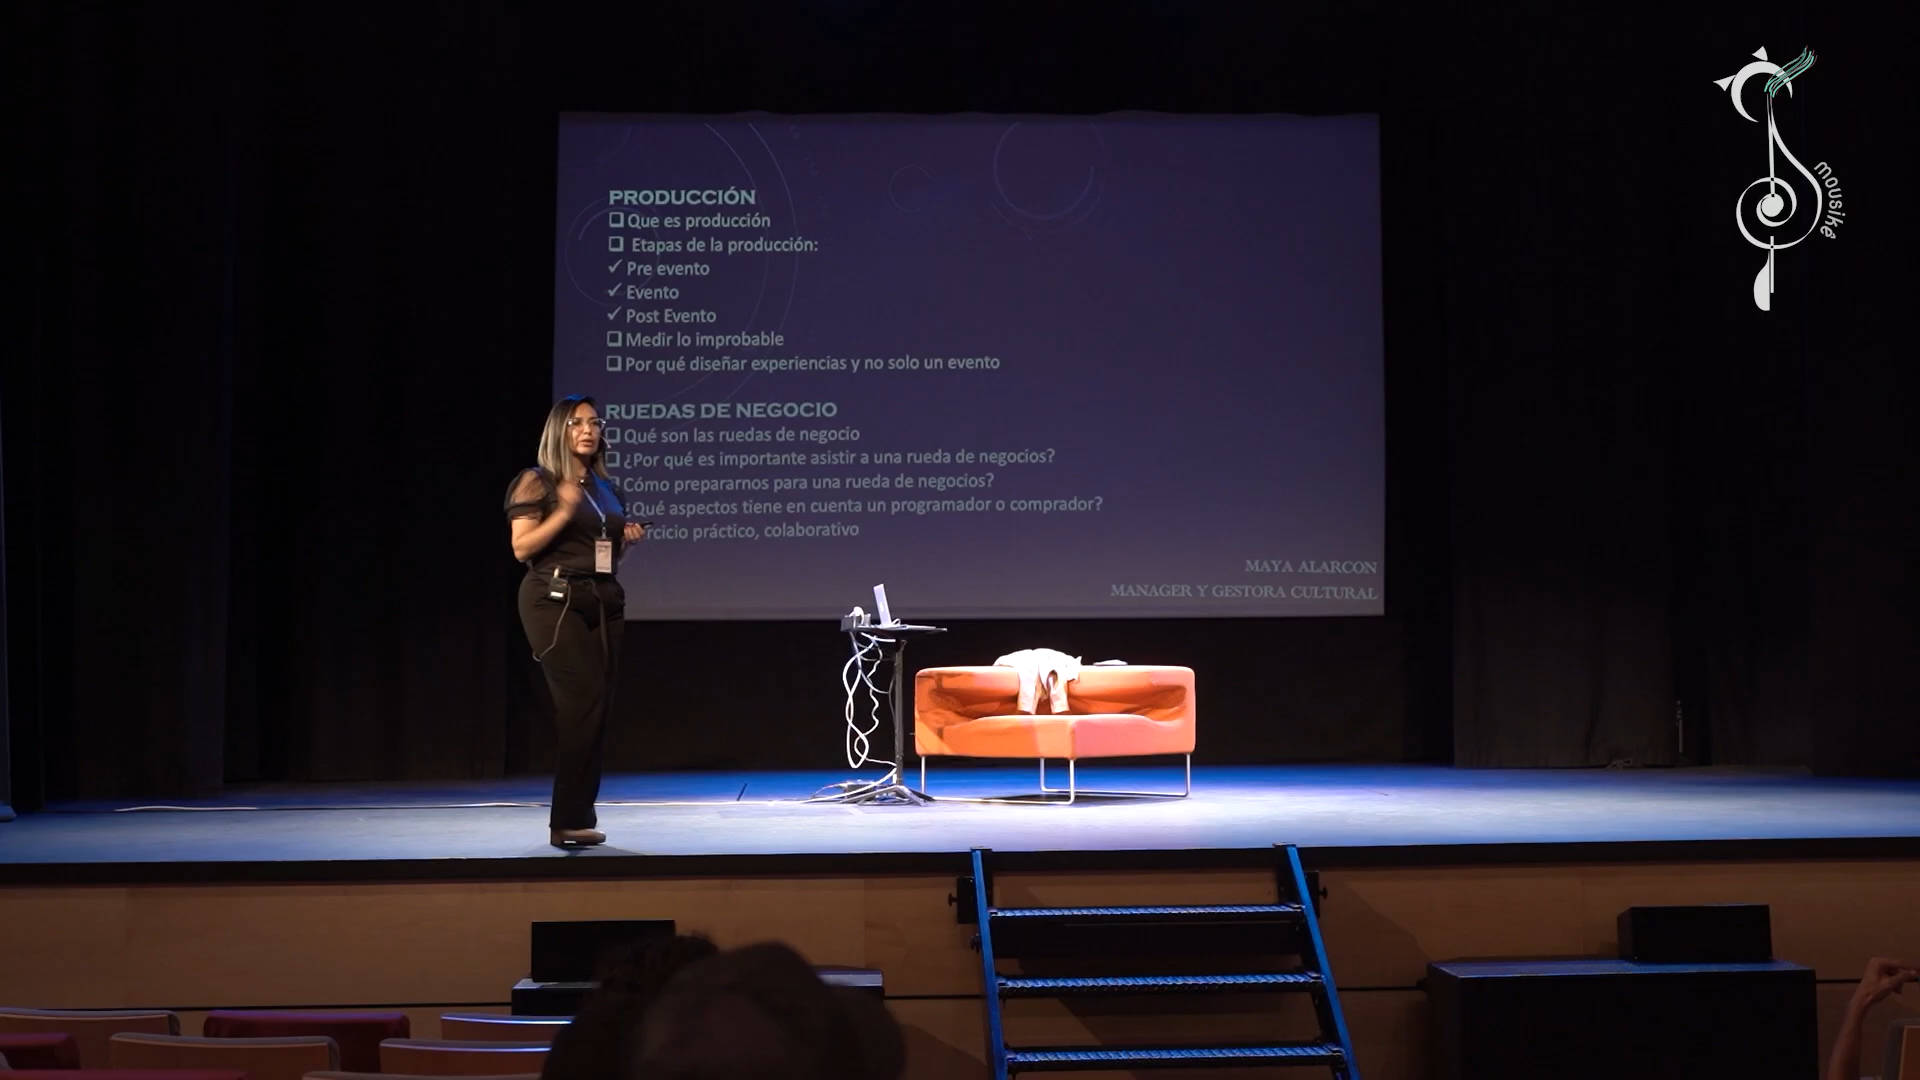 PRODUCCIÓN
Que es producción
Etapas de la producción:
Pre evento
Evento
Post Evento
Medir lo improbable
Por qué diseñar experiencias y no solo un evento
RUEDAS DE NEGOCIO
Qué son las ruedas de negocio
¿Por qué es importante asistir a una rueda de negocios?
Cómo prepararnos para una rueda de negocios?
¿Qué aspectos tiene en cuenta un programador o comprador?
rcicio práctico, colaborativo
MAYA ALARCON
MANAGER Y GESTORA CULTURAL
mousikê